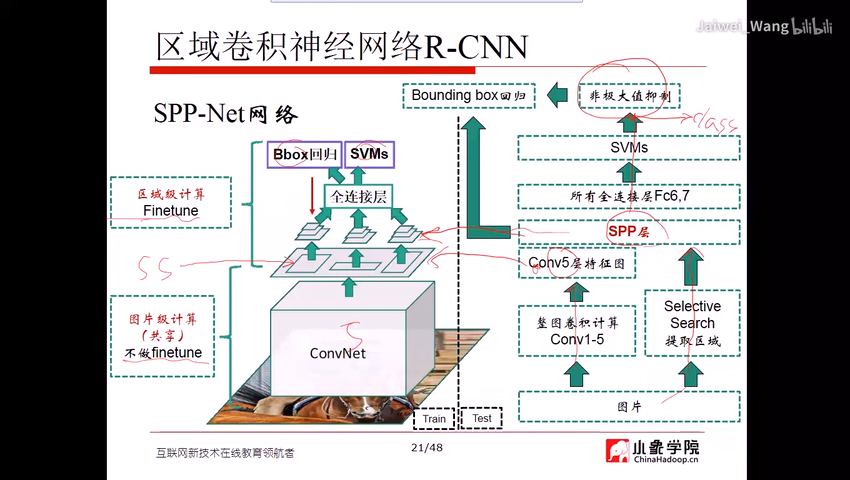 Jaiwei_Wang bilibili
区域卷积神经网络R-CNN
SPP-Net网络
Bbox回归
SVMs
全连接层
区域级计算
Finetune
SS
图片级计算
(共享)
不做finetune
5
ConvNet
Train
Test
Bounding box回归
非极大值抑制
class
SVMs
所有全连接层Fc6,7
SPP层
Conv5层特征图
整图卷积计算
Conv1-5
Selective
Search
提取区域
图片
互联网新技术在线教育领航者
21/48
小象学院
ChinaHadoop.cn